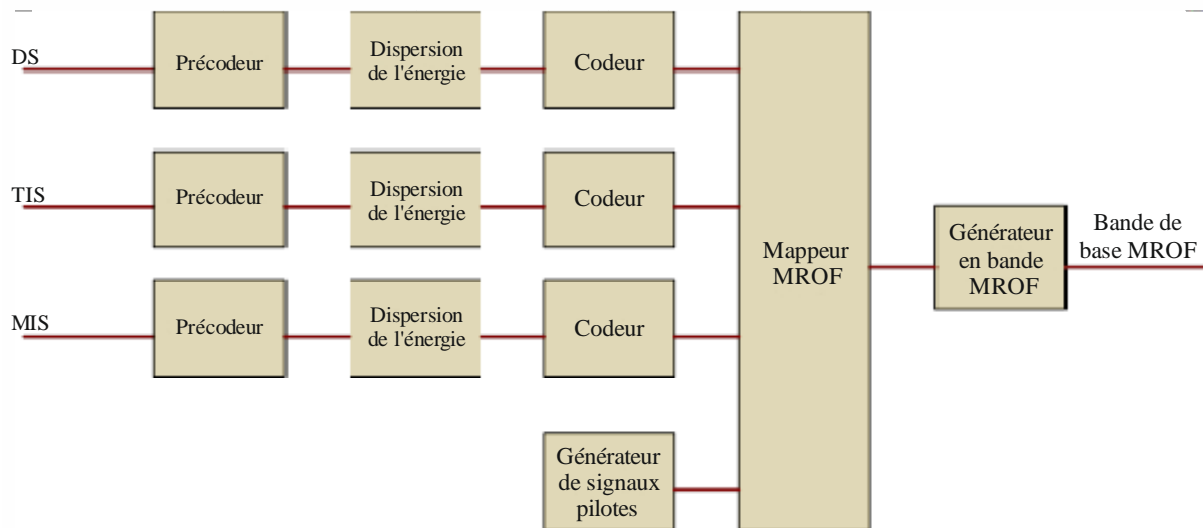 DS
Précodeur
Dispersion
de l'énergie
Codeur
TIS
Précodeur
Dispersion
de l'énergie
Codeur
MIS
Précodeur
Dispersion
de l'énergie
Codeur
Générateur
de signaux
pilotes
Mappeur
MROF
Générateur
en bande
MROF
Bande de
base MROF